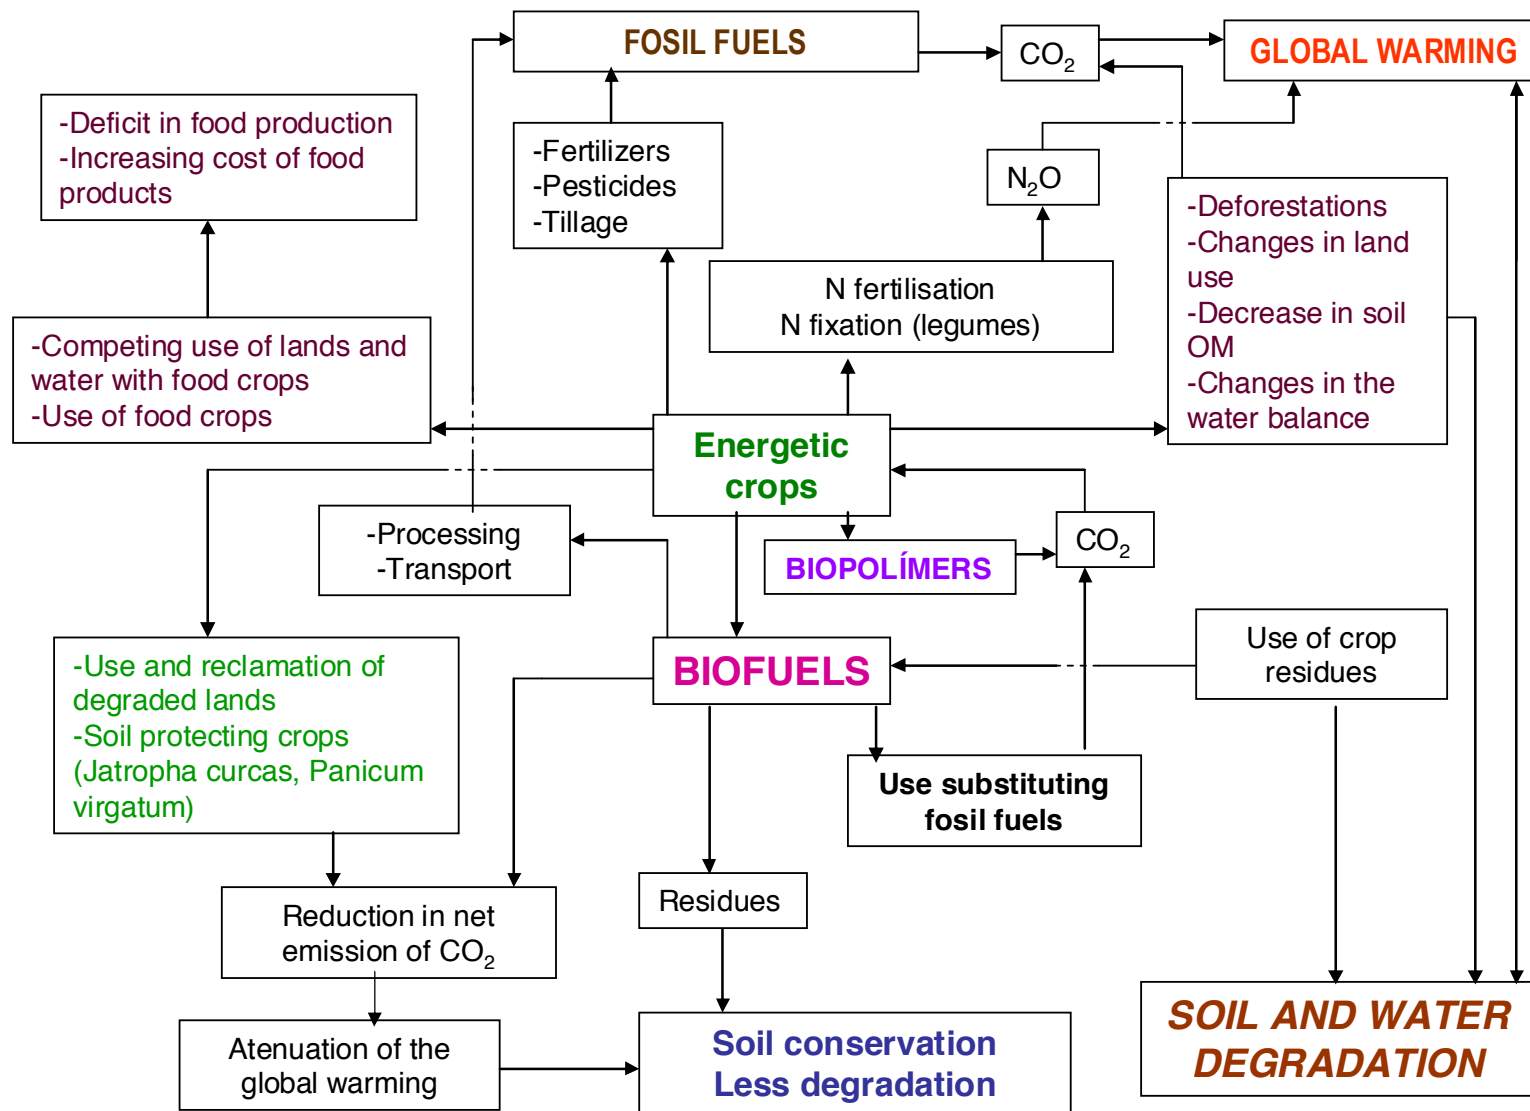 FOSIL FUELS
CO₂
GLOBAL WARMING
-Deficit in food production
-Increasing cost of food
products
-Fertilizers
-Pesticides
-Tillage
N₂O
-Deforestations
-Changes in land
use
-Decrease in soil
OM
-Changes in the
water balance
N fertilisation
N fixation (legumes)
-Competing use of lands and
water with food crops
-Use of food crops
Energetic
crops
-Processing
-Transport
BIOPOLÍMERS
CO₂
-Use and reclamation of
degraded lands
-Soil protecting crops
(Jatropha curcas, Panicum
virgatum)
BIOFUELS
Use of crop
residues
Use substituting
fosil fuels
Reduction in net
emission of CO₂
Residues
Atenuation of the
global warming
Soil conservation
Less degradation
SOIL AND WATER
DEGRADATION